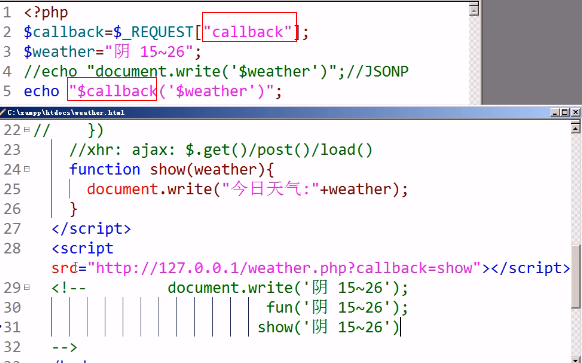 1 <?php
2 $callback=$_REQUEST["callback"];
3 $weather="阴 15~26";
4 //echo "document.write('$weather')";//JSONP
5 echo "$callback('$weather')";
C:\xampp\htdocs\weather.html
22 // })
23 //xhr: ajax: $.get()/post()/load()
24 function show(weather){
25 document.write("今日天气:"+weather);
26 }
27 </script>
28 <script
src="http://127.0.0.1/weather.php?callback=show"></script>
29 <!-- document.write('阴 15~26');
30 fun('阴 15~26');
31 show('阴 15~26')
32 -->